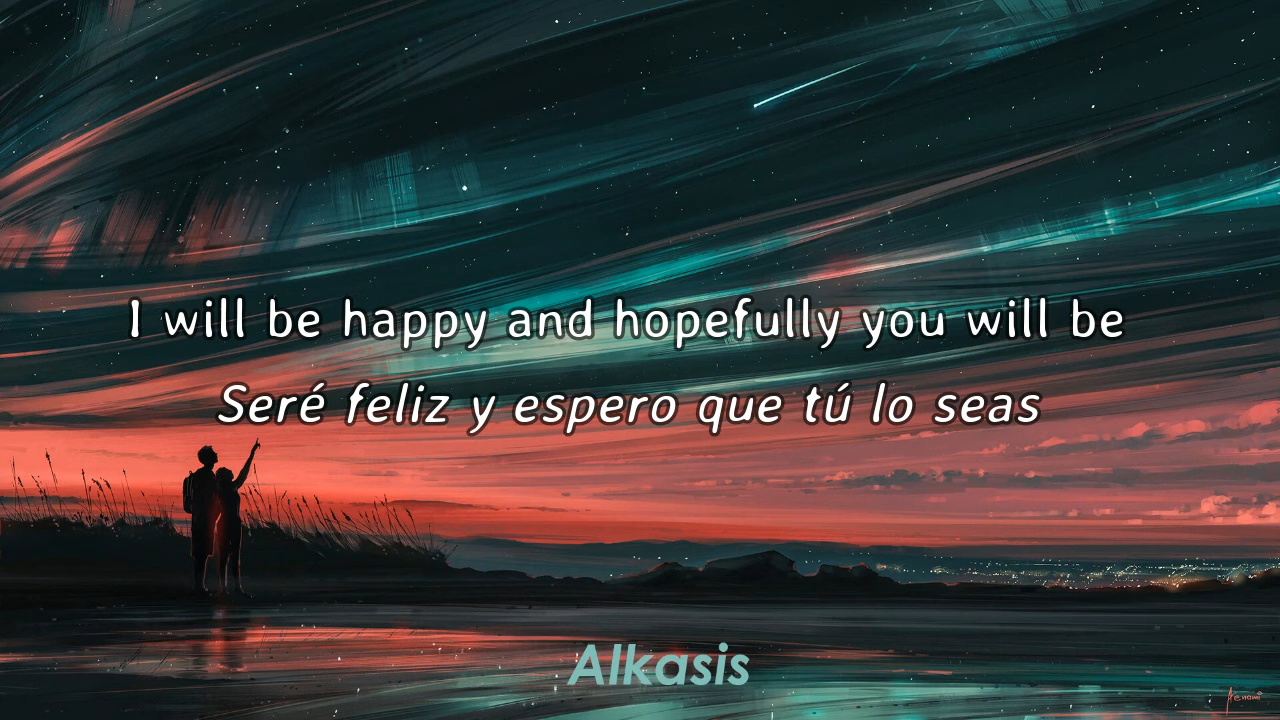 I will be happy and hopefully you will be
Seré feliz y espero que tú lo seas
Alkasis